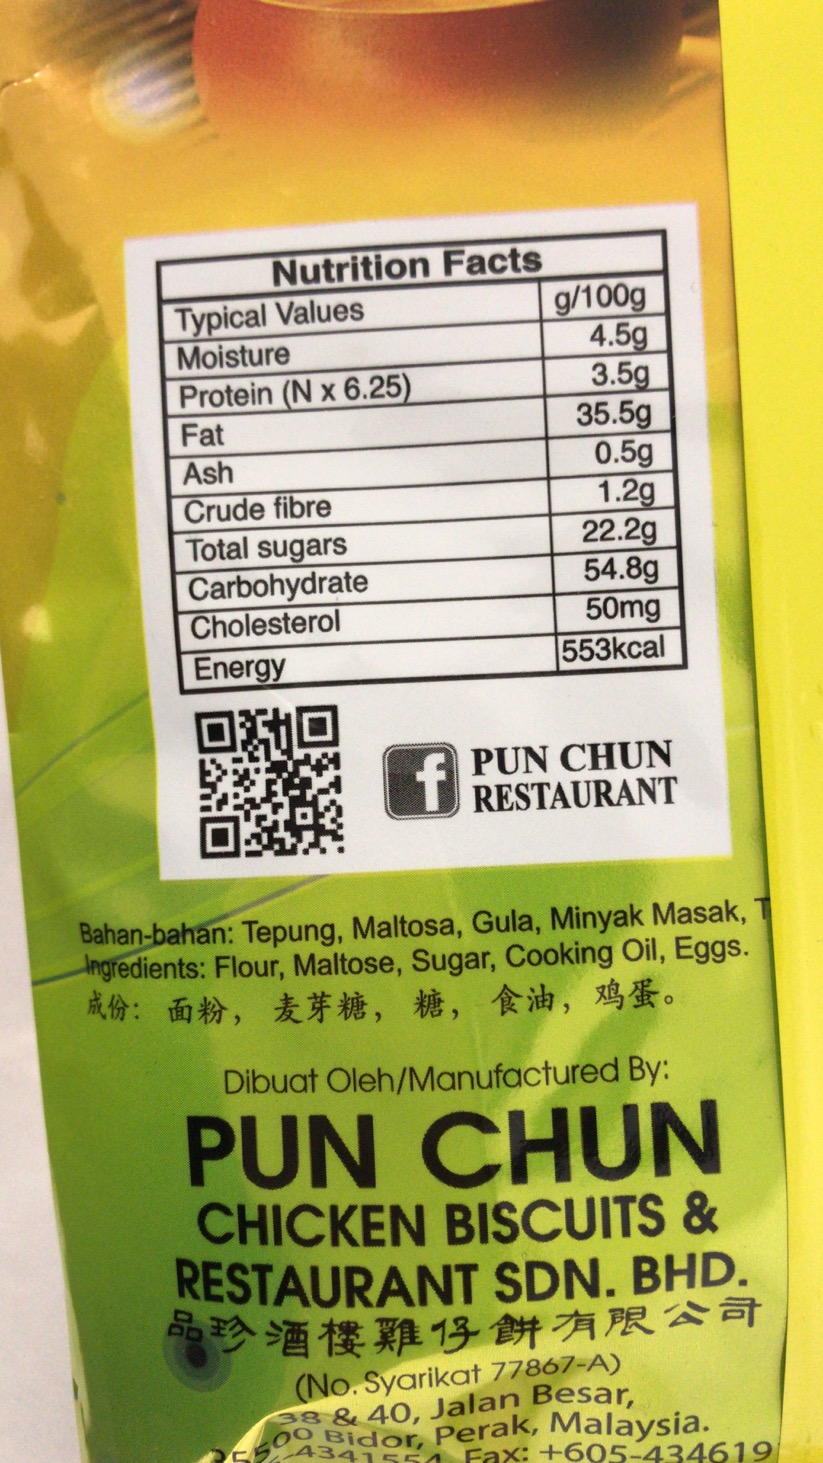 Nutrition Facts
Typical Values g/100g
Moisture 4.5g
Protein (N x 6.25) 3.5g
Fat 35.5g
Ash 0.5g
Crude fibre 1.2g
Total sugars 22.2g
Carbohydrate 54.8g
Cholesterol 50mg
Energy 553kcal
f PUN CHUN
RESTAURANT
Bahan-bahan: Tepung, Maltosa, Gula, Minyak Masak, T
Ingredients: Flour, Maltose, Sugar, Cooking Oil, Eggs.
成份: 面粉, 麦芽糖, 糖, 食油, 鸡蛋。
Dibuat Oleh/Manufactured By:
PUN CHUN
CHICKEN BISCUITS &
RESTAURANT SDN. BHD.
品珍酒樓雞仔餅有限公司
(No. Syarikat 77867-A)
38 & 40, Jalan Besar,
35500 Bidor, Perak, Malaysia.
-4341554 Fax: +605-434619